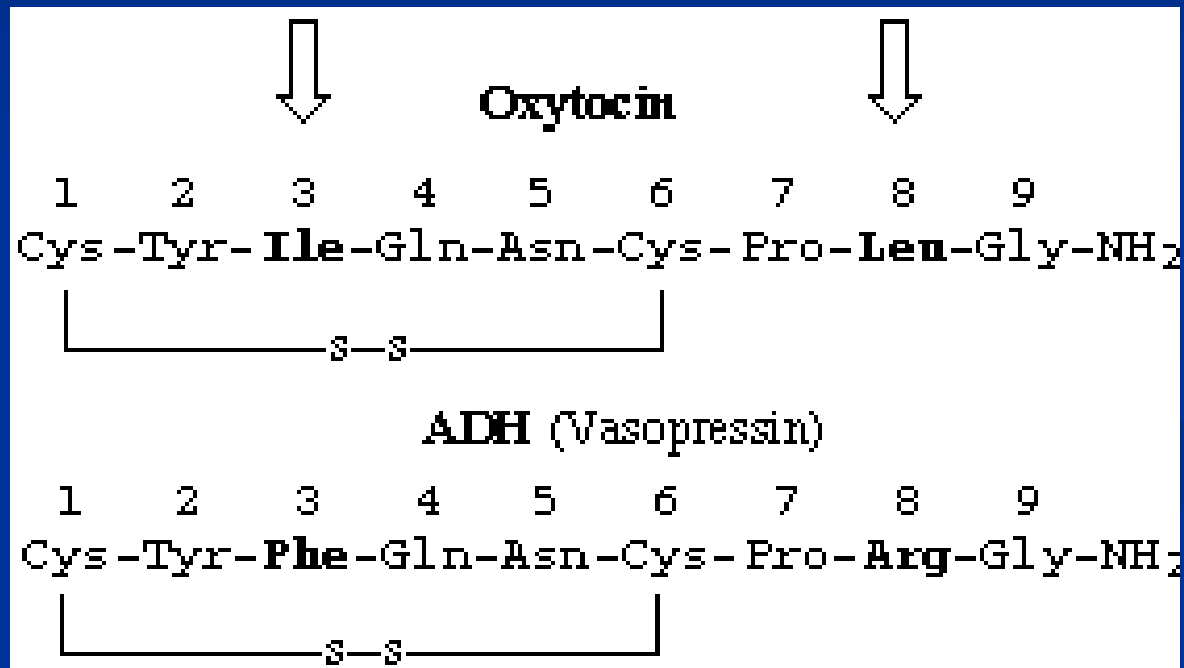 Oxytocin
1 2 3 4 5 6 7 8 9
Cys-Tyr-Ile-Gln-Asn-Cys-Pro-Leu-Gly-NH2
S—S
ADH (Vasopressin)
1 2 3 4 5 6 7 8 9
Cys-Tyr-Phe-Gln-Asn-Cys-Pro-Arg-Gly-NH2
S—S